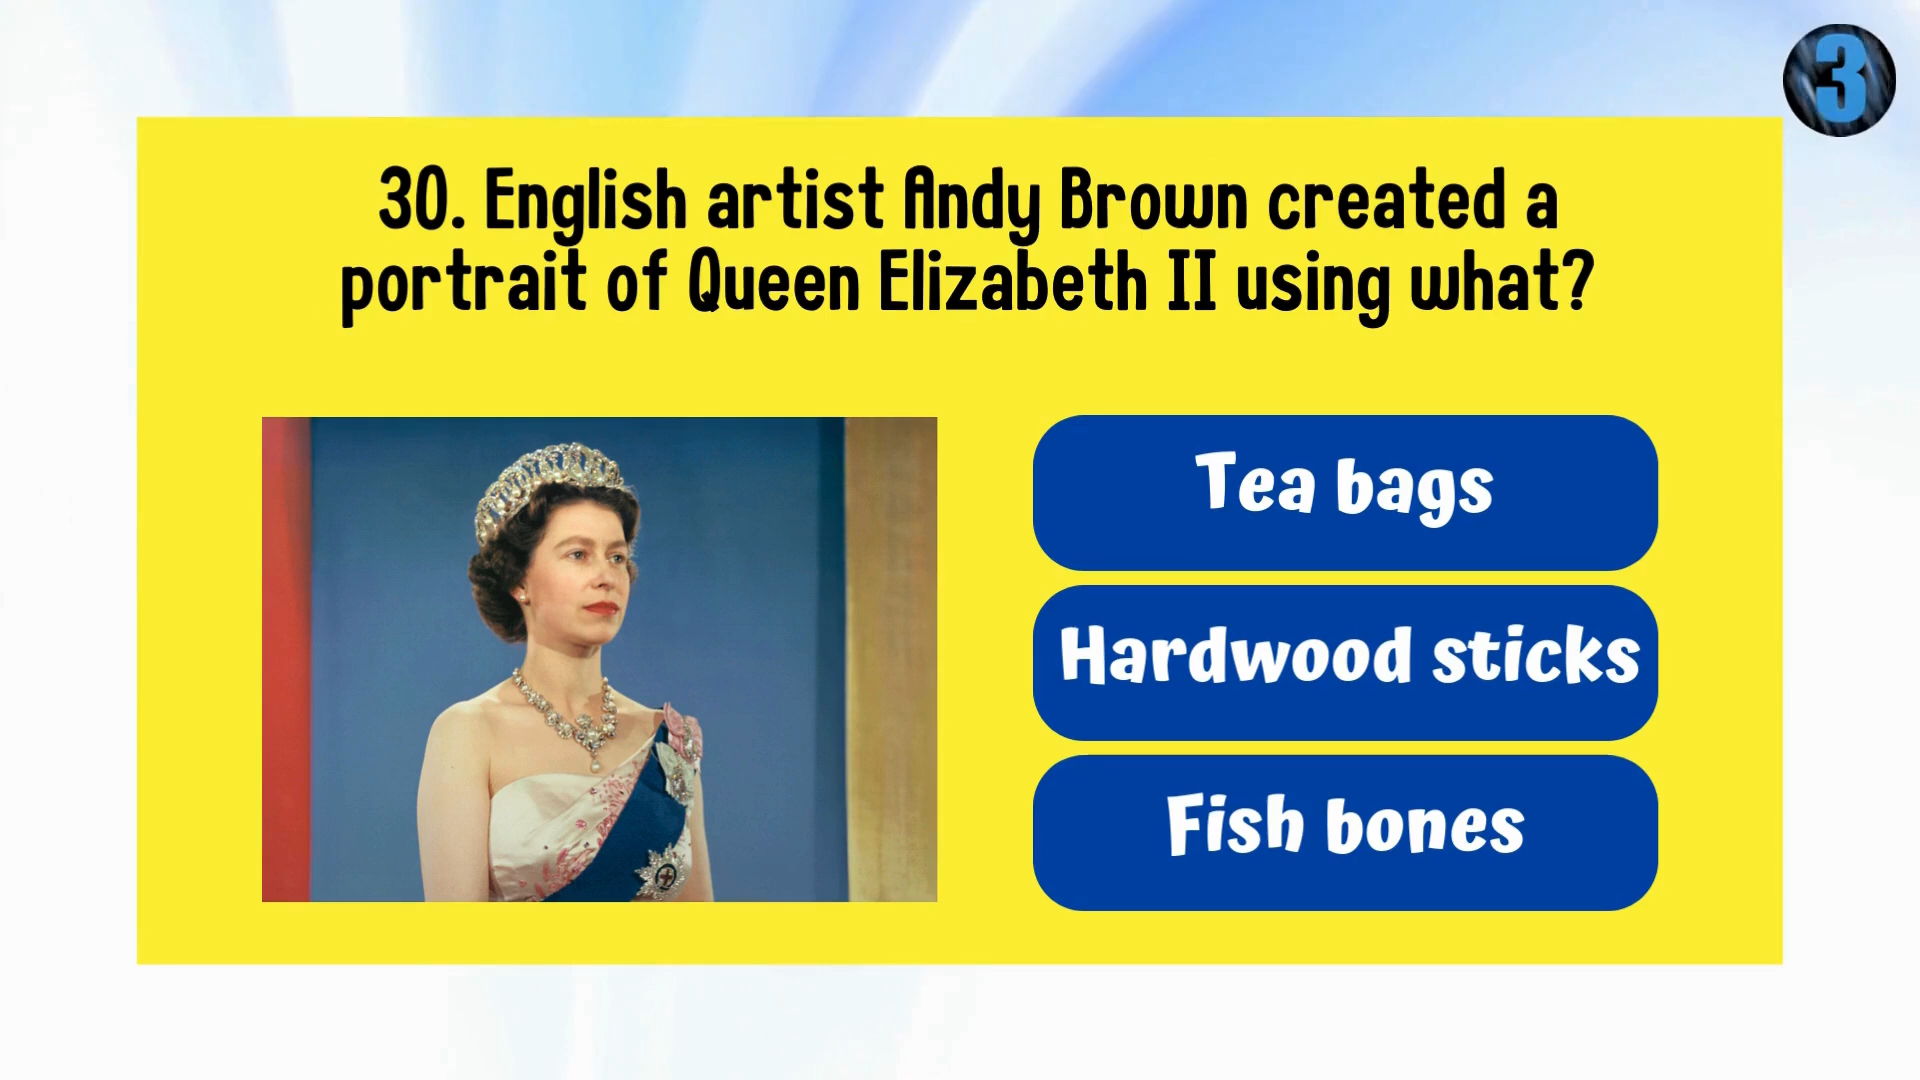 3
30. English artist Andy Brown created a
portrait of Queen Elizabeth II using what?
Tea bags
Hardwood sticks
Fish bones